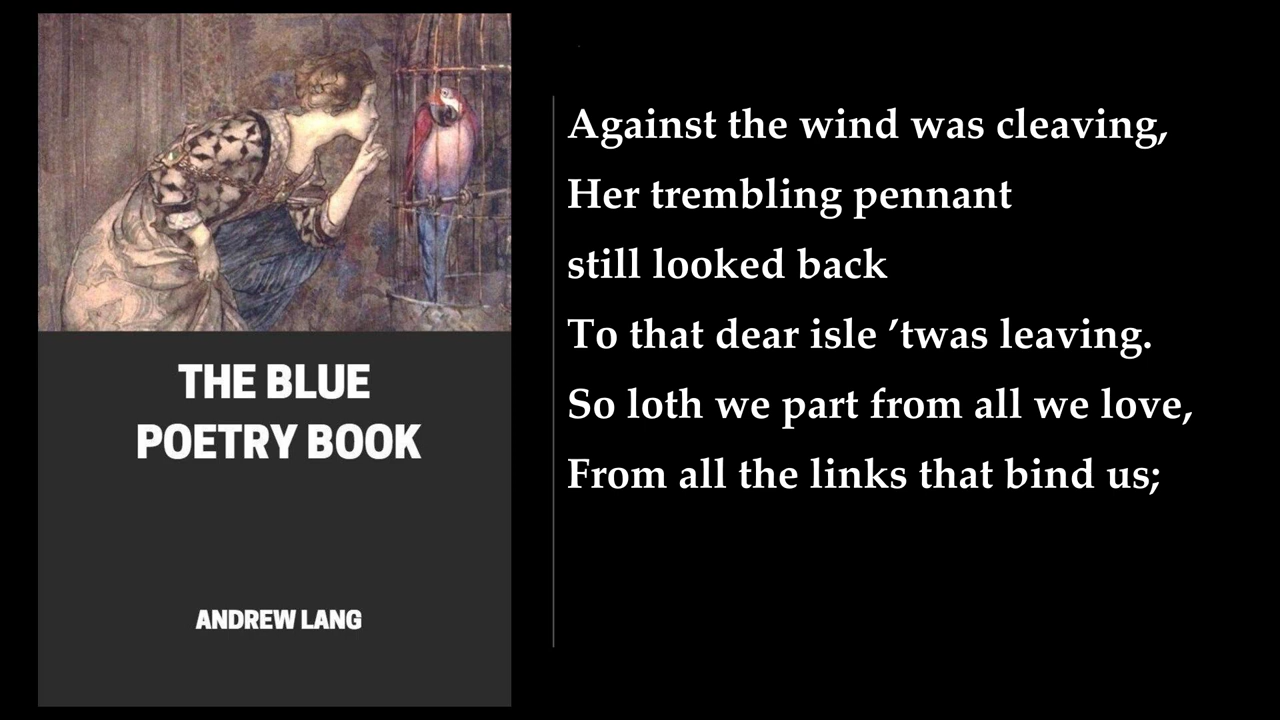 THE BLUE
POETRY BOOK
ANDREW LANG
Against the wind was cleaving,
Her trembling pennant
still looked back
To that dear isle ’twas leaving.
So loth we part from all we love,
From all the links that bind us;